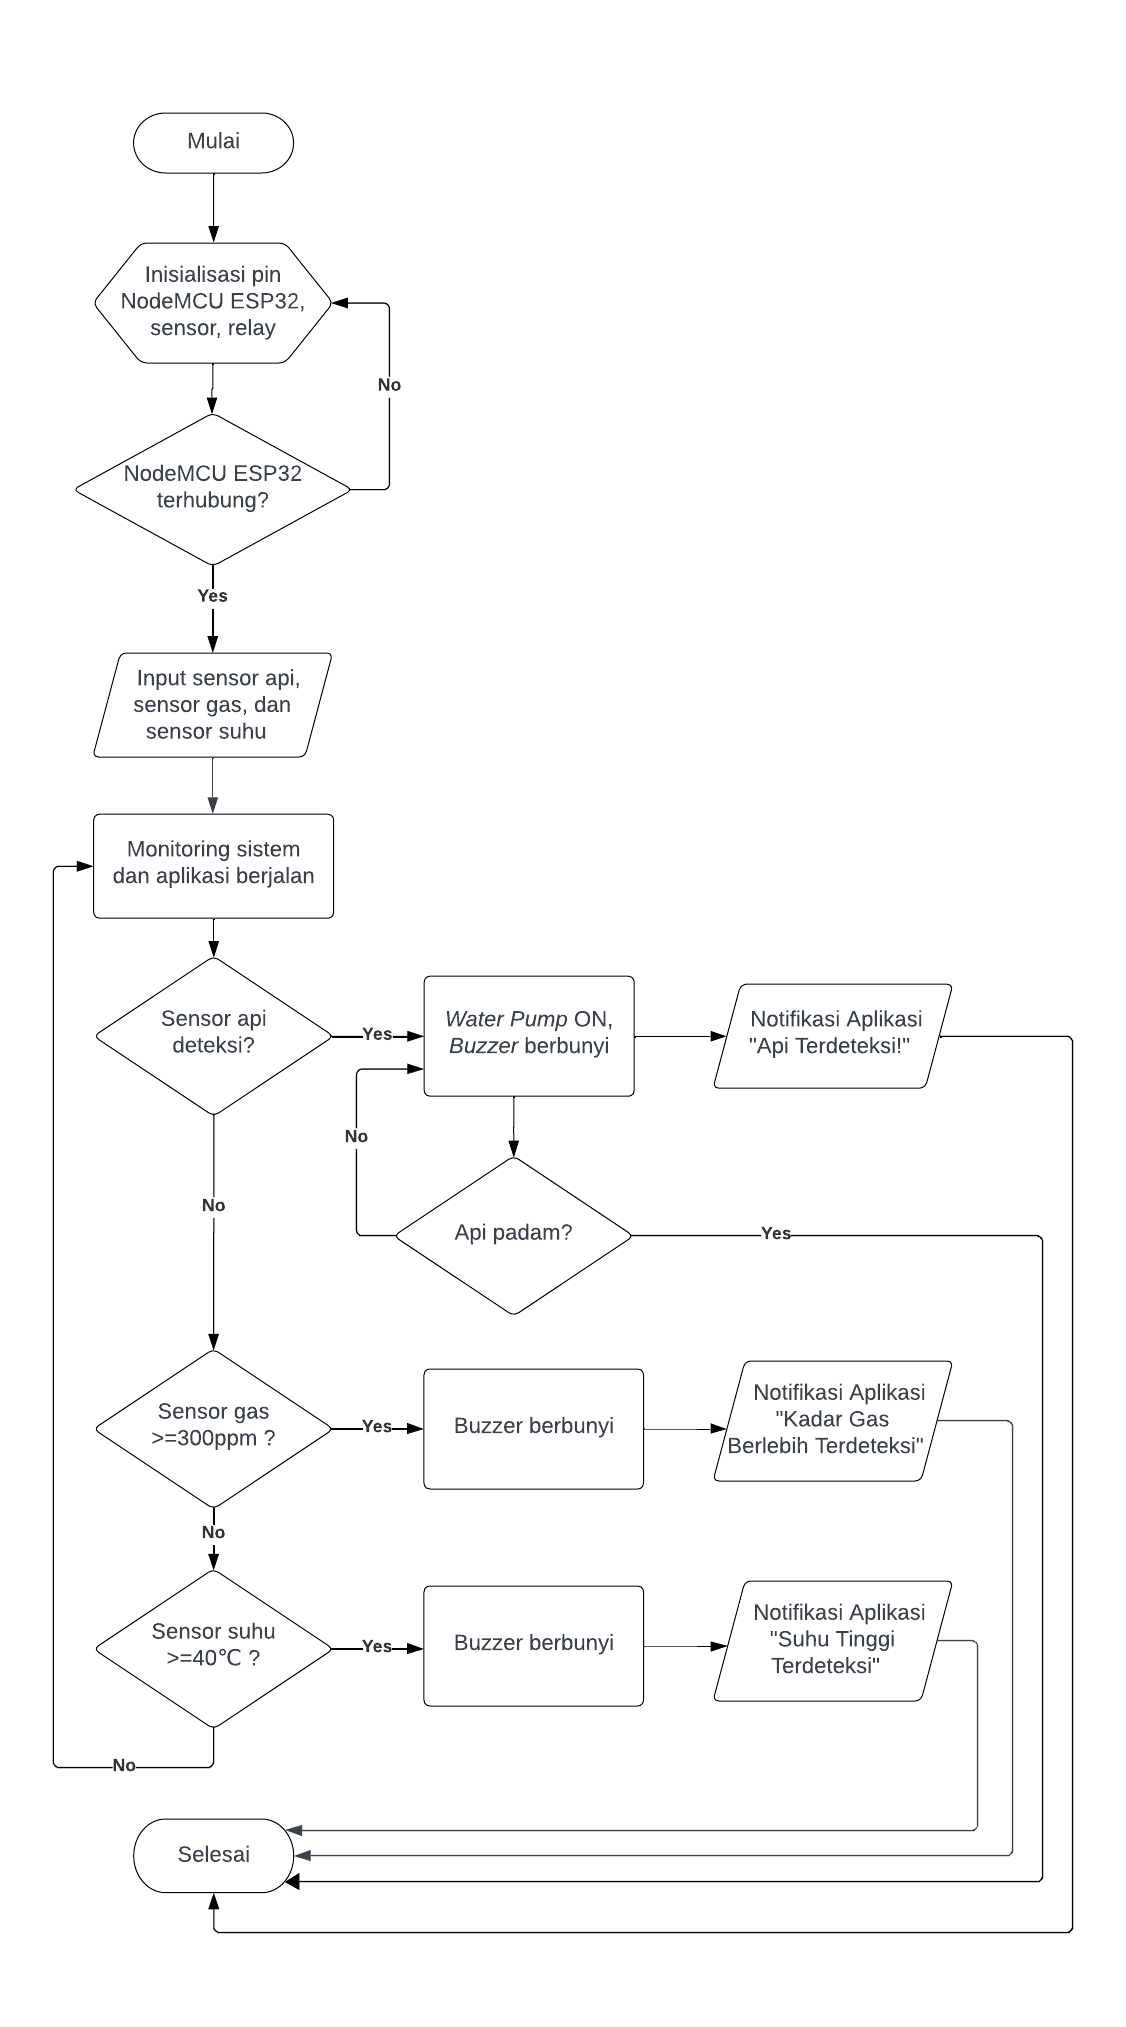 Mulai
Inisialisasi pin
NodeMCU ESP32,
sensor, relay
No
NodeMCU ESP32
terhubung?
Yes
Input sensor api,
sensor gas, dan
sensor suhu
Monitoring sistem
dan aplikasi berjalan
Sensor api
deteksi?
Yes
Water Pump ON,
Buzzer berbunyi
Notifikasi Aplikasi
"Api Terdeteksi!"
No
No
Api padam?
Yes
Sensor gas
>=300ppm ?
Yes
Buzzer berbunyi
Notifikasi Aplikasi
"Kadar Gas
Berlebih Terdeteksi"
No
Sensor suhu
>=40℃ ?
Yes
Buzzer berbunyi
Notifikasi Aplikasi
"Suhu Tinggi
Terdeteksi"
No
Selesai